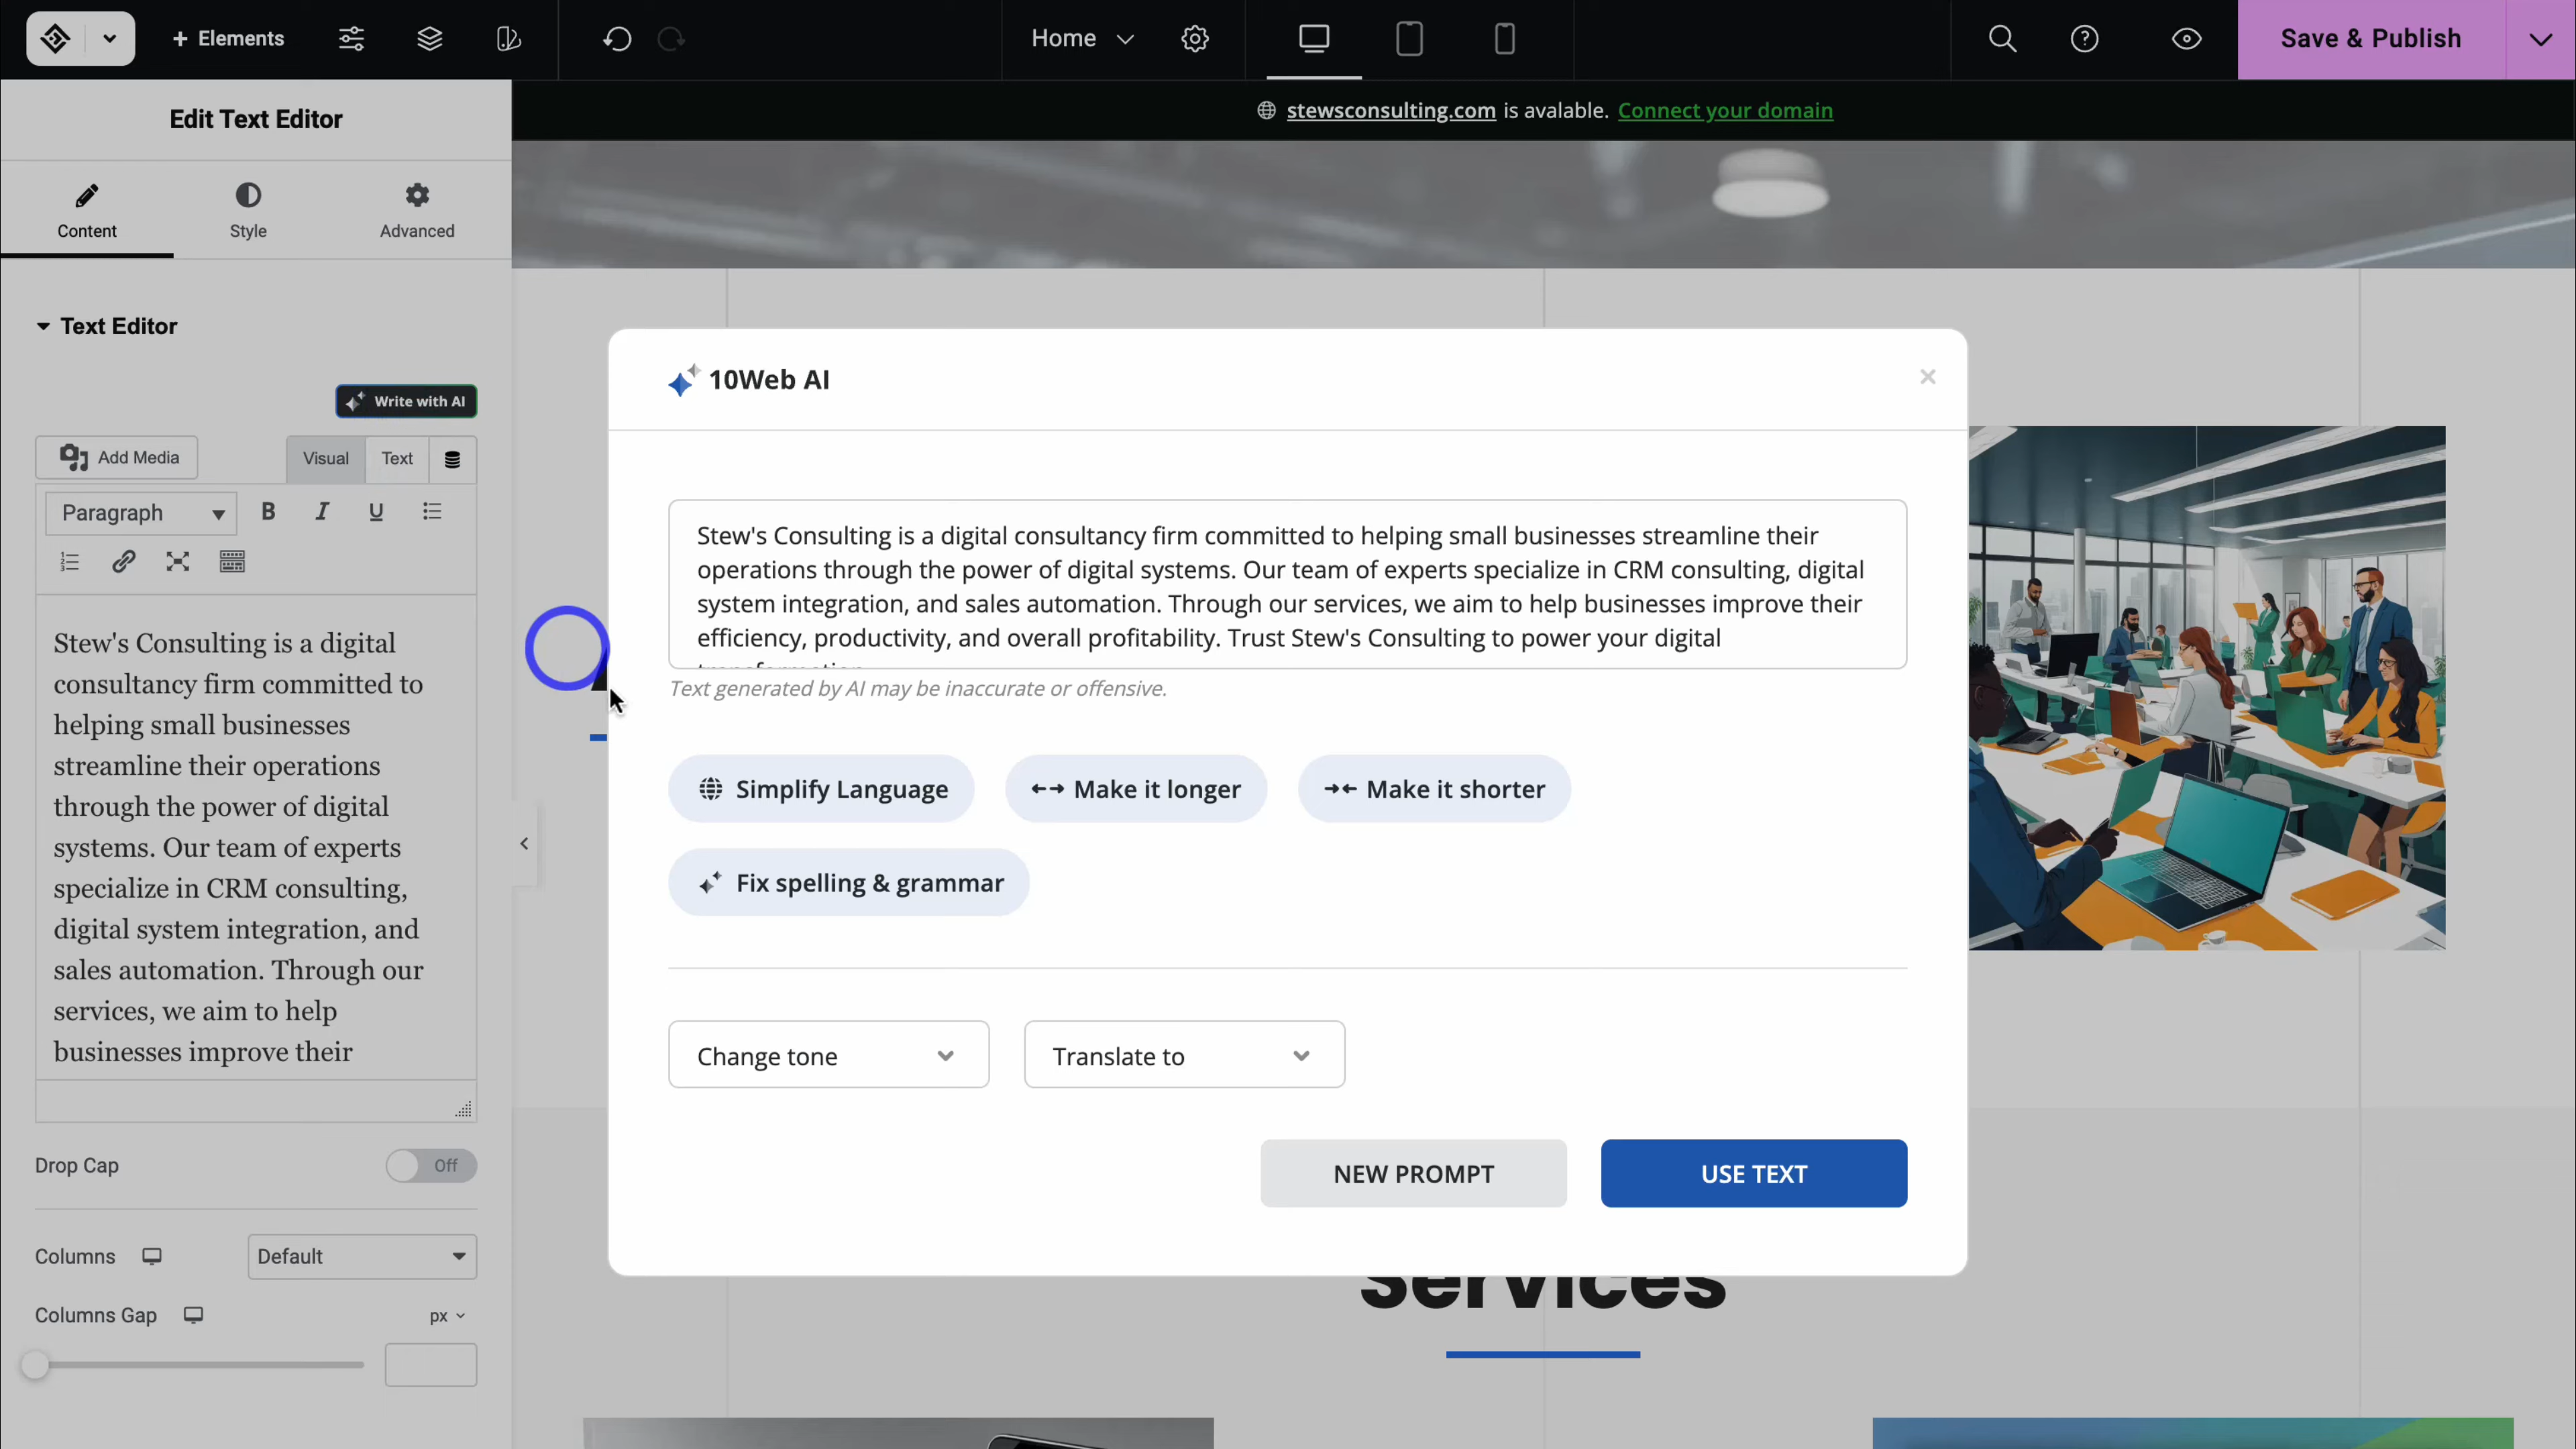 Elements
Home
Save & Publish
Edit Text Editor
stewsconsulting.com is avalable. Connect your domain
Content
Style
Advanced
Text Editor
Write with AI
Add Media
Visual
Text
Paragraph
B
I
U
Stew's Consulting is a digital
consultancy firm committed to
helping small businesses
streamline their operations
through the power of digital
systems. Our team of experts
specialize in CRM consulting,
digital system integration, and
sales automation. Through our
services, we aim to help
businesses improve their
Drop Cap
Off
Columns
Default
Columns Gap
px
10Web AI
Stew's Consulting is a digital consultancy firm committed to helping small businesses streamline their
operations through the power of digital systems. Our team of experts specialize in CRM consulting, digital
system integration, and sales automation. Through our services, we aim to help businesses improve their
efficiency, productivity, and overall profitability. Trust Stew's Consulting to power your digital
Text generated by AI may be inaccurate or offensive.
Simplify Language
Make it longer
Make it shorter
Fix spelling & grammar
Change tone
Translate to
NEW PROMPT
USE TEXT
Services